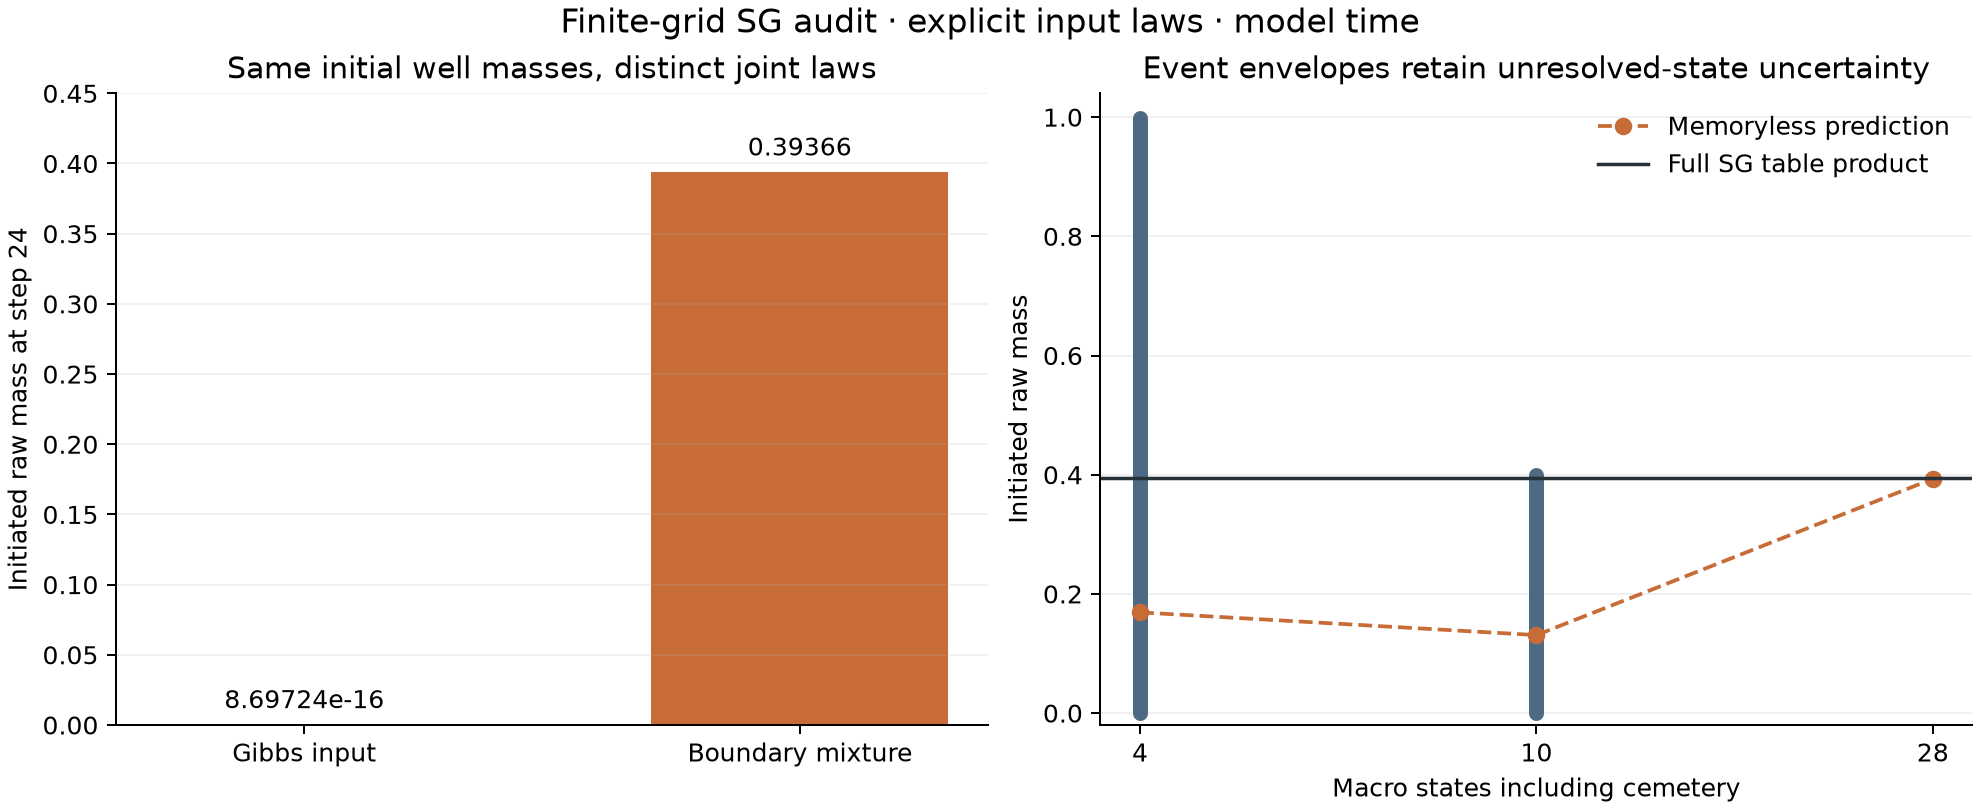 Finite-grid SG audit · explicit input laws · model time
Same initial well masses, distinct joint laws
Initiated raw mass at step 24
0.45
0.40
0.35
0.30
0.25
0.20
0.15
0.10
0.05
0.00
8.69724e-16
0.39366
Gibbs input
Boundary mixture
Event envelopes retain unresolved-state uncertainty
Initiated raw mass
1.0
0.8
0.6
0.4
0.2
0.0
Memoryless prediction
Full SG table product
4
10
28
Macro states including cemetery